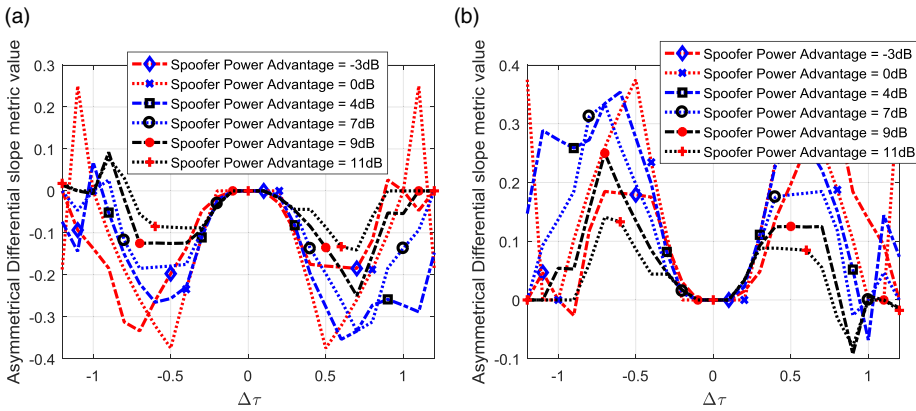 (a)
Asymmetrical Differential slope metric value
0.3
0.2
0.1
0
-0.1
-0.2
-0.3
-0.4
Spoofer Power Advantage = -3dB
Spoofer Power Advantage = 0dB
Spoofer Power Advantage = 4dB
Spoofer Power Advantage = 7dB
Spoofer Power Advantage = 9dB
Spoofer Power Advantage = 11dB
-1 -0.5 0 0.5 1
Δτ
(b)
Asymmetrical Differential slope metric value
0.4
0.3
0.2
0.1
0
-0.1
Spoofer Power Advantage = -3dB
Spoofer Power Advantage = 0dB
Spoofer Power Advantage = 4dB
Spoofer Power Advantage = 7dB
Spoofer Power Advantage = 9dB
Spoofer Power Advantage = 11dB
-1 -0.5 0 0.5 1
Δτ